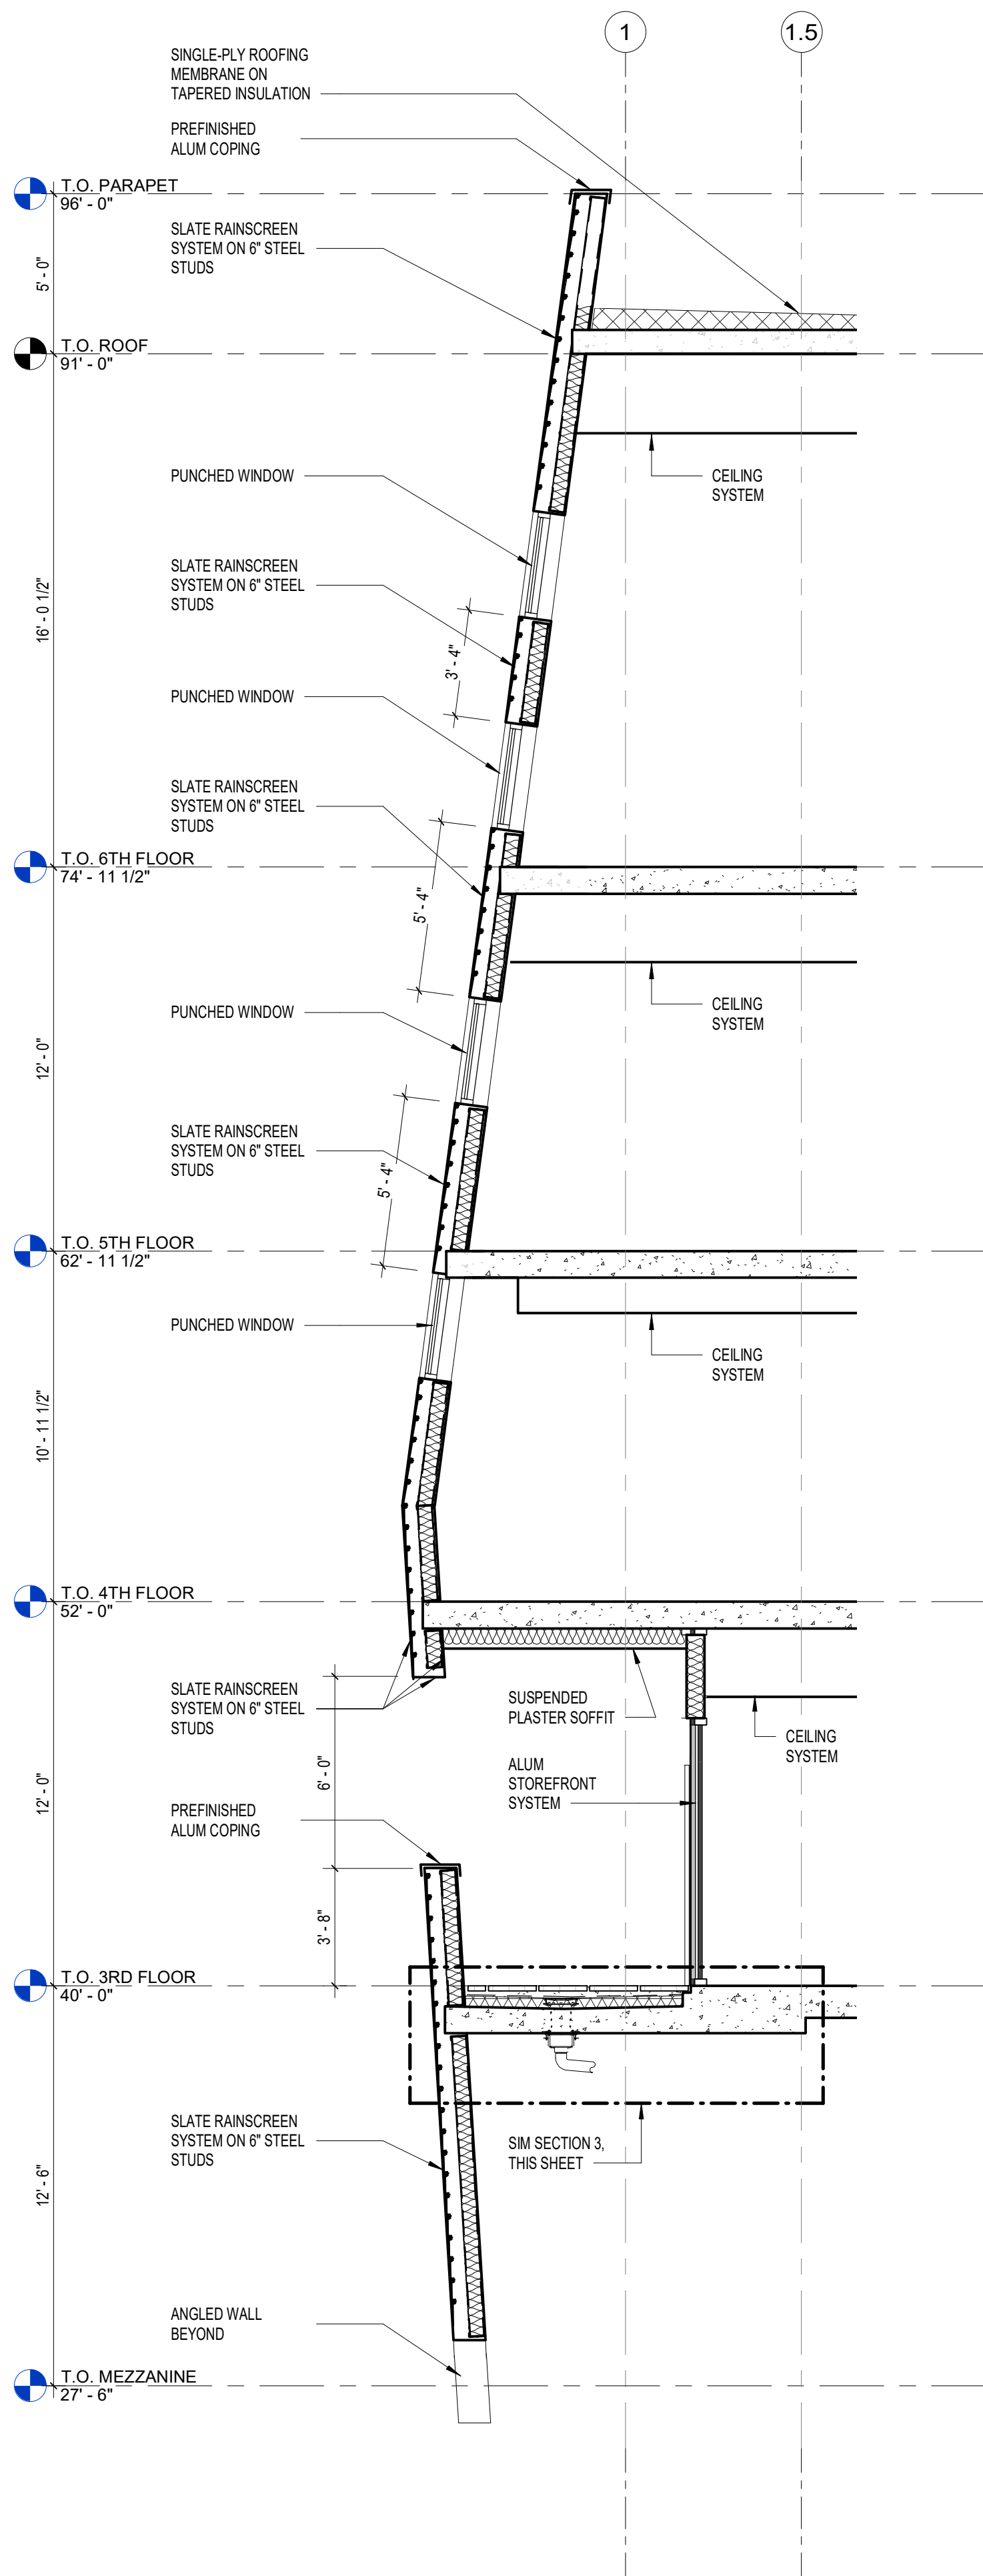 1
1.5
SINGLE-PLY ROOFING
MEMBRANE ON
TAPERED INSULATION
PREFINISHED
ALUM COPING
T.O. PARAPET
96' - 0"
SLATE RAINSCREEN
SYSTEM ON 6" STEEL
STUDS
5' - 0"
T.O. ROOF
91' - 0"
PUNCHED WINDOW
CEILING
SYSTEM
SLATE RAINSCREEN
SYSTEM ON 6" STEEL
STUDS
16' - 0 1/2"
3' - 4"
PUNCHED WINDOW
SLATE RAINSCREEN
SYSTEM ON 6" STEEL
STUDS
T.O. 6TH FLOOR
74' - 11 1/2"
5' - 4"
PUNCHED WINDOW
CEILING
SYSTEM
12' - 0"
SLATE RAINSCREEN
SYSTEM ON 6" STEEL
STUDS
5' - 4"
T.O. 5TH FLOOR
62' - 11 1/2"
PUNCHED WINDOW
CEILING
SYSTEM
10' - 11 1/2"
T.O. 4TH FLOOR
52' - 0"
SLATE RAINSCREEN
SYSTEM ON 6" STEEL
STUDS
SUSPENDED
PLASTER SOFFIT
CEILING
SYSTEM
6' - 0"
12' - 0"
ALUM
STOREFRONT
SYSTEM
PREFINISHED
ALUM COPING
3' - 8"
T.O. 3RD FLOOR
40' - 0"
SLATE RAINSCREEN
SYSTEM ON 6" STEEL
STUDS
SIM SECTION 3,
THIS SHEET
12' - 6"
ANGLED WALL
BEYOND
T.O. MEZZANINE
27' - 6"